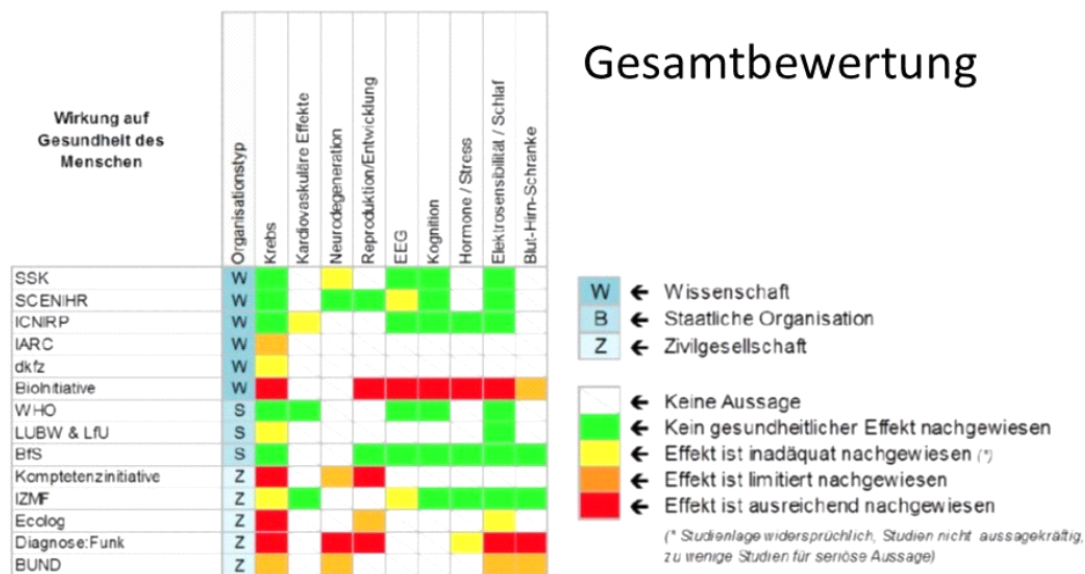 Gesamtbewertung
Wirkung auf
Gesundheit des
Menschen
Organisationstyp
Krebs
Kardiovaskuläre Effekte
Neurodegeneration
Reproduktion/Entwicklung
EEG
Kognition
Hormone / Stress
Elektrosensibilität / Schlaf
Blut-Hirn-Schranke
SSK W
SCENIHR W
ICNIRP W
IARC W
dkfz W
BioInitiative W
WHO S
LUBW & LfU S
BfS S
Komptetenzinitiative Z
IZMF Z
Ecolog Z
Diagnose:Funk Z
BUND Z
W ← Wissenschaft
B ← Staatliche Organisation
Z ← Zivilgesellschaft
← Keine Aussage
← Kein gesundheitlicher Effekt nachgewiesen
← Effekt ist inadäquat nachgewiesen (*)
← Effekt ist limitiert nachgewiesen
← Effekt ist ausreichend nachgewiesen
(* Studienlage widersprüchlich, Studien nicht aussagekräftig,
zu wenige Studien für seriöse Aussage)